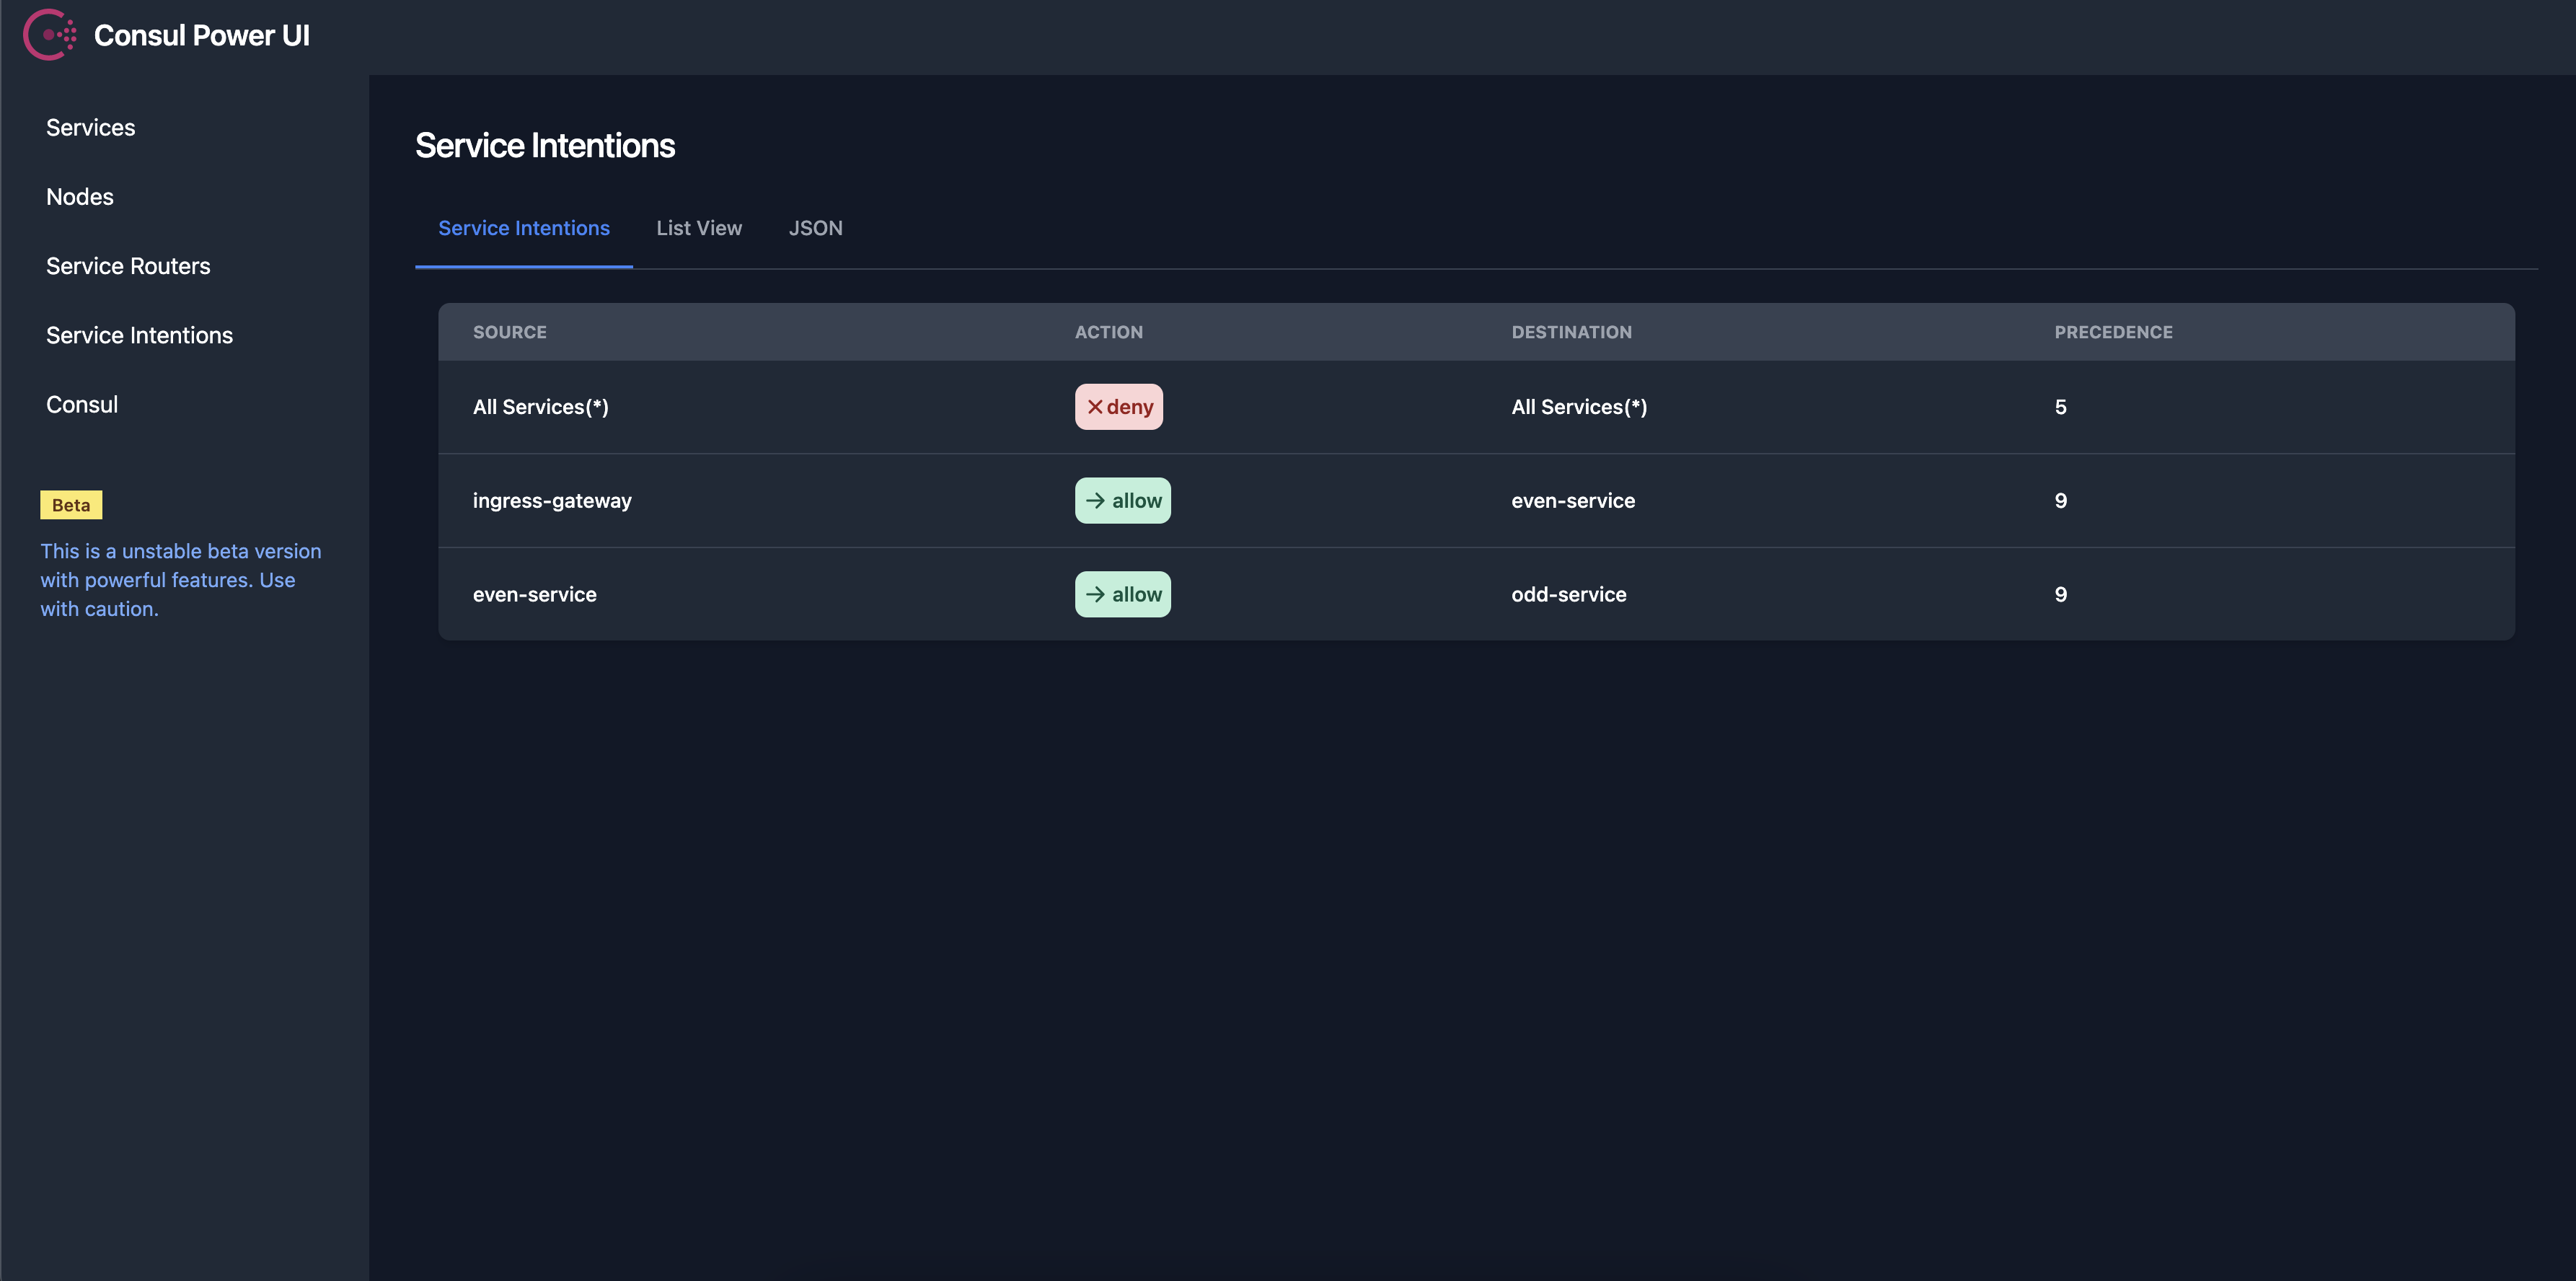 Consul Power UI
Services
Nodes
Service Routers
Service Intentions
Consul
Beta
This is a unstable beta version
with powerful features. Use
with caution.
Service Intentions
Service Intentions List View JSON
SOURCE ACTION DESTINATION PRECEDENCE
All Services(*) deny All Services(*) 5
ingress-gateway allow even-service 9
even-service allow odd-service 9